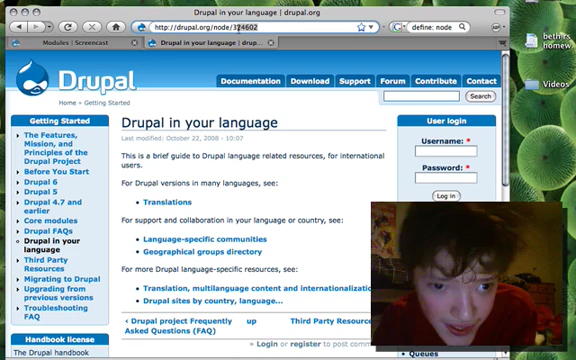 Drupal in your language | drupal.org
http://drupal.org/node/324602
define: node
Modules | Screencast
Drupal in your language | drup...
Drupal
Documentation
Download
Support
Forum
Contribute
Contact
Home » Getting Started
Search
Getting Started
The Features,
Mission, and
Principles of the
Drupal Project
Before You Start
Drupal 6
Drupal 5
Drupal 4.7 and
earlier
Core modules
Drupal FAQs
Drupal in your
language
Third Party
Resources
Migrating to Drupal
Upgrading from
previous versions
Troubleshooting
FAQ
Handbook license
The Drupal handbook
Drupal in your language
Last modified: October 22, 2008 - 10:07
This is a brief guide to Drupal language related resources, for international
users.
For Drupal versions in many languages, see:
Translations
For support and collaboration in your language or country, see:
Language-specific communities
Geographical groups directory
For more Drupal language-specific resources, see:
Translation, multilanguage content and internationalizatio
Drupal sites by country, language...
‹ Drupal project Frequently
Asked Questions (FAQ)
up
Third Party Resource
» Login or register to post comm
User login
Username: *
Password: *
Log in
Queues
Videos